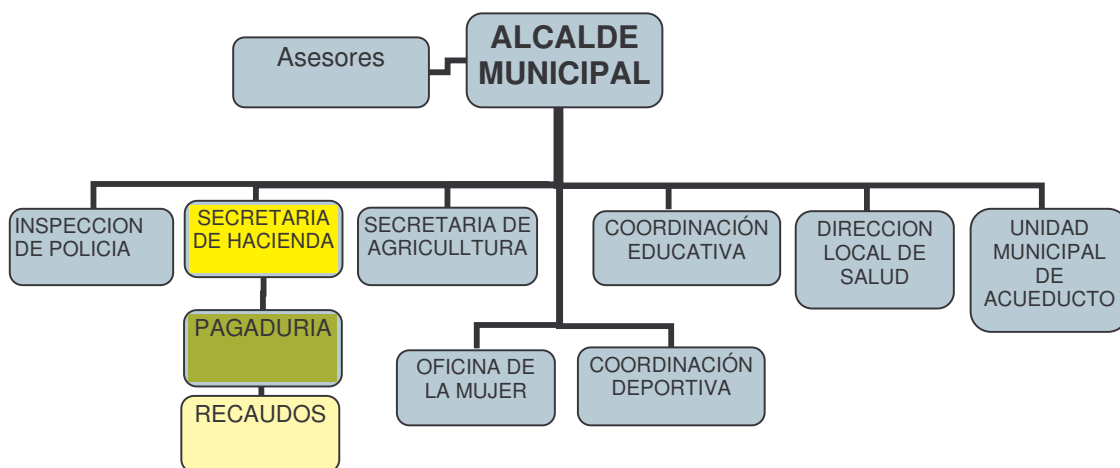 Asesores
ALCALDE
MUNICIPAL
INSPECCION
DE POLICIA
SECRETARIA
DE HACIENDA
SECRETARIA DE
AGRICULLTURA
COORDINACIÓN
EDUCATIVA
DIRECCION
LOCAL DE
SALUD
UNIDAD
MUNICIPAL
DE
ACUEDUCTO
PAGADURIA
OFICINA DE
LA MUJER
COORDINACIÓN
DEPORTIVA
RECAUDOS